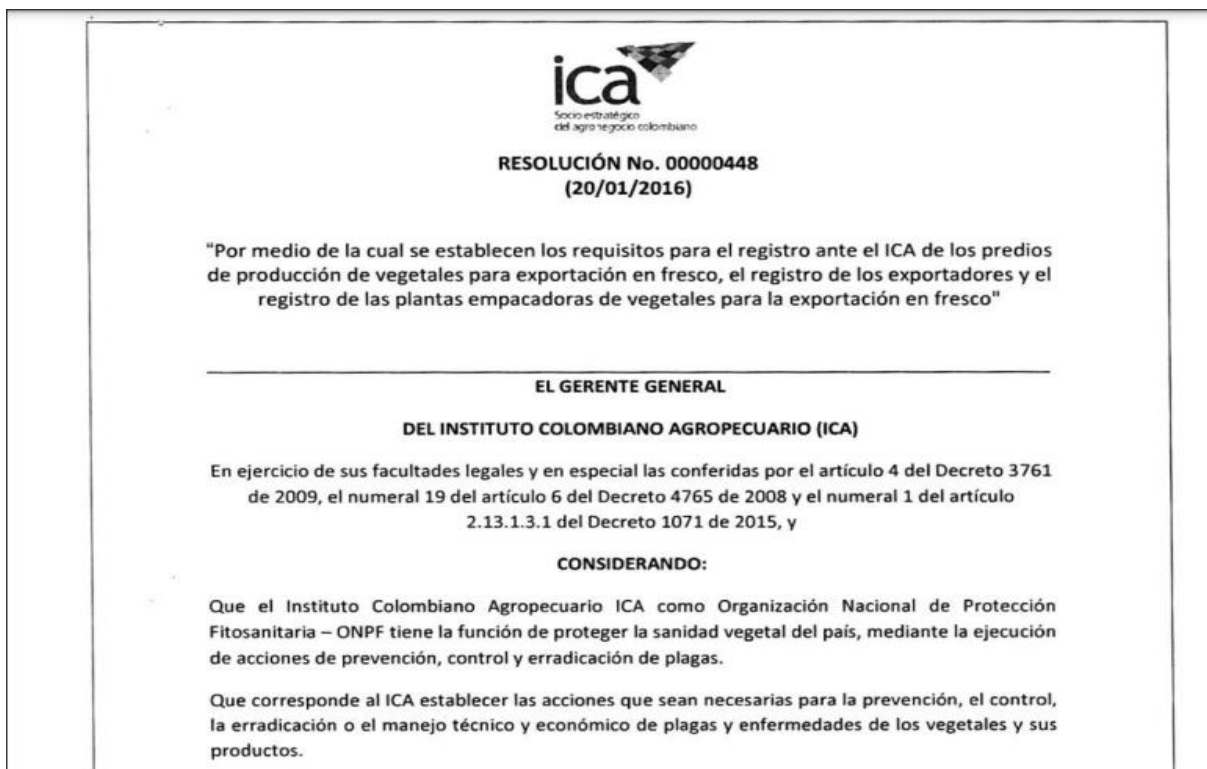 ica
Socio estratégico
del agronegocio colombiano
RESOLUCIÓN No. 00000448
(20/01/2016)
"Por medio de la cual se establecen los requisitos para el registro ante el ICA de los predios
de producción de vegetales para exportación en fresco, el registro de los exportadores y el
registro de las plantas empacadoras de vegetales para la exportación en fresco"
EL GERENTE GENERAL
DEL INSTITUTO COLOMBIANO AGROPECUARIO (ICA)
En ejercicio de sus facultades legales y en especial las conferidas por el artículo 4 del Decreto 3761
de 2009, el numeral 19 del artículo 6 del Decreto 4765 de 2008 y el numeral 1 del artículo
2.13.1.3.1 del Decreto 1071 de 2015, y
CONSIDERANDO:
Que el Instituto Colombiano Agropecuario ICA como Organización Nacional de Protección
Fitosanitaria – ONPF tiene la función de proteger la sanidad vegetal del país, mediante la ejecución
de acciones de prevención, control y erradicación de plagas.
Que corresponde al ICA establecer las acciones que sean necesarias para la prevención, el control,
la erradicación o el manejo técnico y económico de plagas y enfermedades de los vegetales y sus
productos.